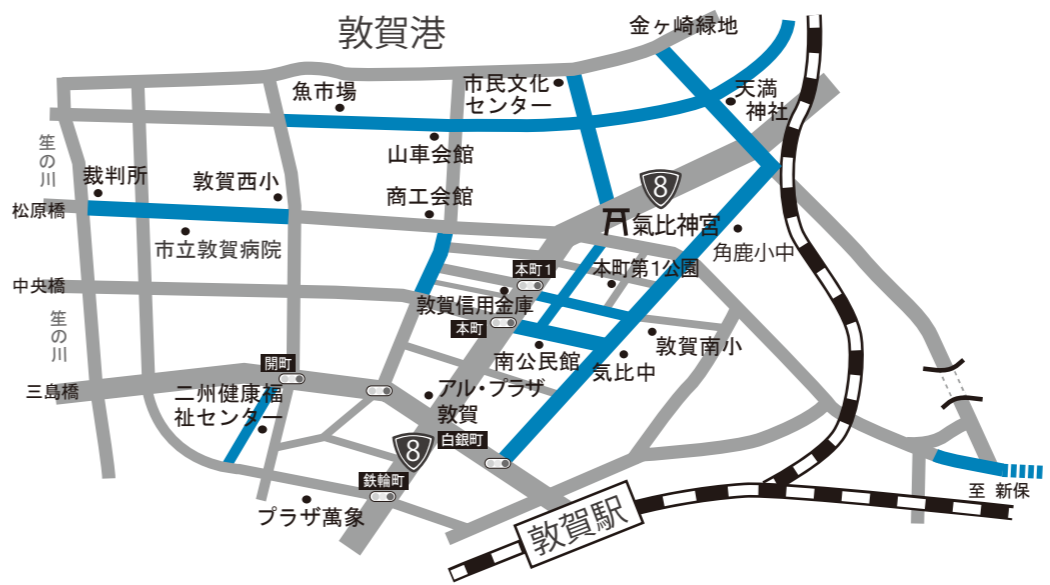 敦賀港
金ヶ崎緑地
魚市場
市民文化
センター
天満
神社
笙の川
山車会館
裁判所
敦賀西小
商工会館
8
松原橋
氣比神宮
市立敦賀病院
角鹿小中
本町1
本町第1公園
中央橋
敦賀信用金庫
笙の川
本町
敦賀南小
開町
南公民館
気比中
三島橋
二州健康福
祉センター
アル・プラザ
敦賀
白銀町
8
鉄輪町
至 新保
プラザ萬象
敦賀駅